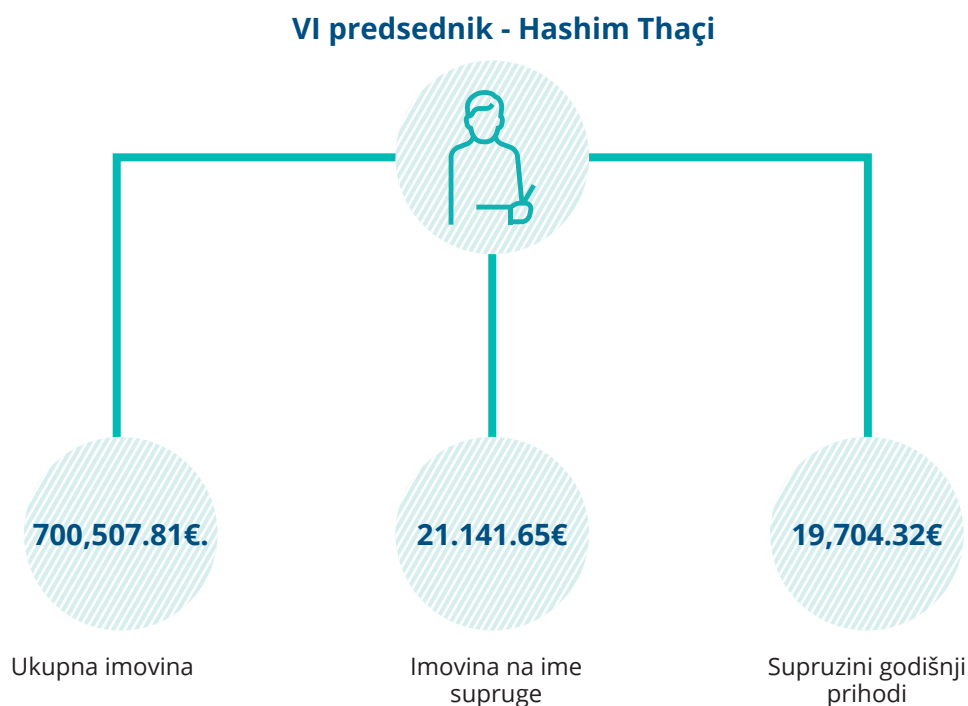 VI predsednik - Hashim Thaçi
700,507.81€.
21.141.65€
19,704.32€
Ukupna imovina
Imovina na ime
supruge
Supruzini godišnji
prihodi